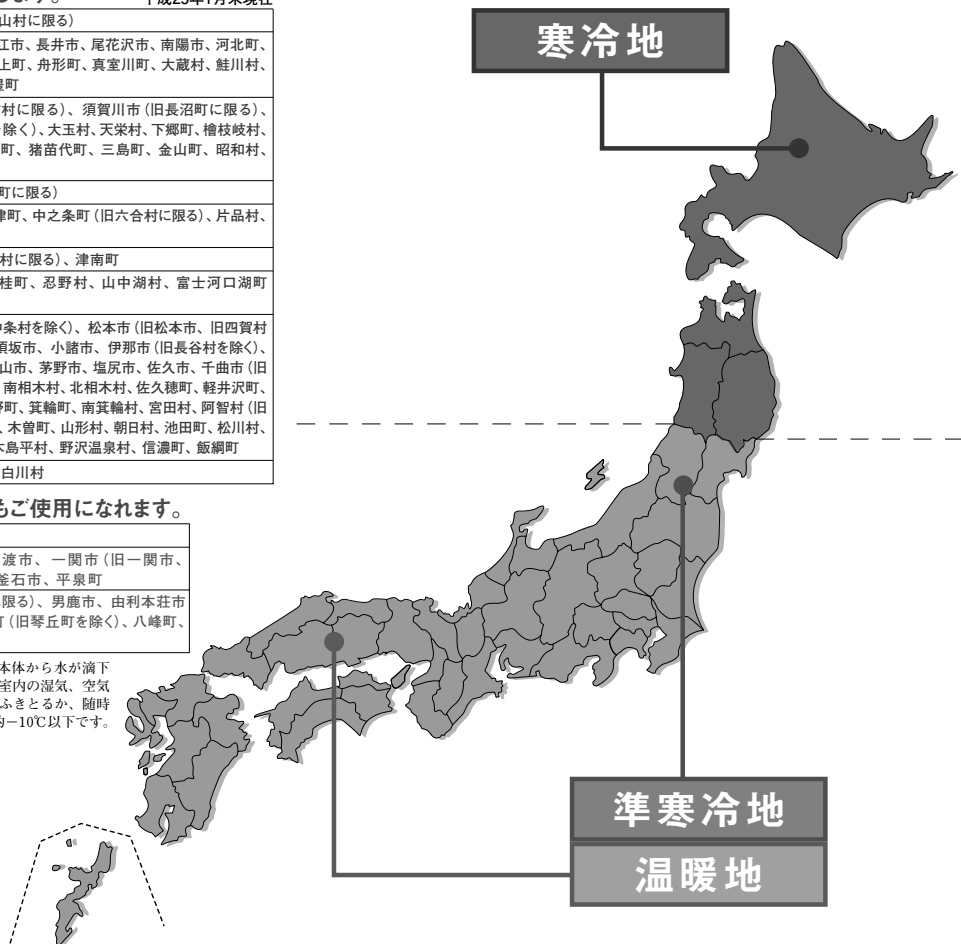 します。 平成25年1月末現在
山村に限る)
江市、長井市、尾花沢市、南陽市、河北町、
上町、舟形町、真室川町、大蔵村、鮭川村、
豊町
村に限る)、須賀川市(旧長沼町に限る)、
を除く)、大玉村、天栄村、下郷町、檜枝岐村、
町、猪苗代町、三島町、金山町、昭和村、
町に限る)
津町、中之条町(旧六合村に限る)、片品村、
村に限る)、津南町
桂町、忍野村、山中湖村、富士河口湖町
中条村を除く)、松本市(旧松本市、旧四賀村
須坂市、小諸市、伊那市(旧長谷村を除く)、
山市、茅野市、塩尻市、佐久市、千曲市(旧
南相木村、北相木村、佐久穂町、軽井沢町、
野町、箕輪町、南箕輪村、宮田村、阿智村(旧
、木曽町、山形村、朝日村、池田町、松川村、
木島平村、野沢温泉村、信濃町、飯綱町
白川村
もご使用になれます。
渡市、一関市(旧一関市、
釜石市、平泉町
限る)、男鹿市、由利本荘市
町(旧琴丘町を除く)、八峰町、
本体から水が滴下
室内の湿気、空気
ふきとるか、随時
約−10℃以下です。
寒冷地
準寒冷地
温暖地